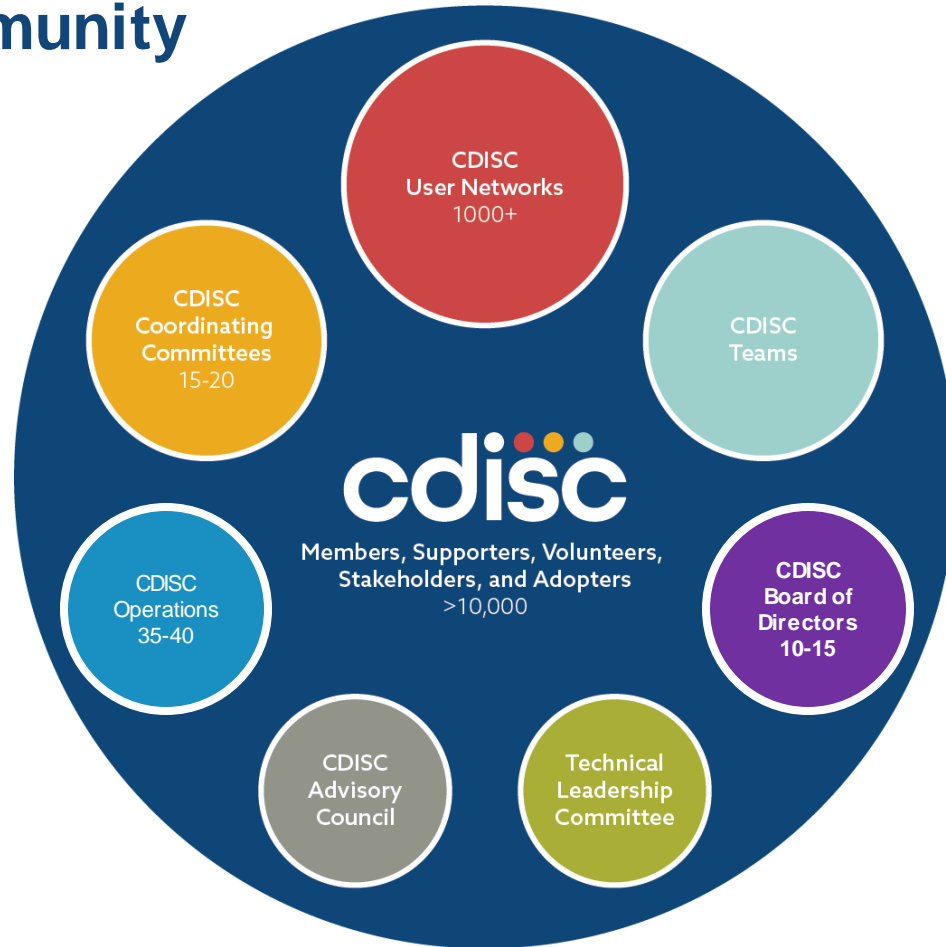 munity
CDISC
User Networks
1000+
CDISC
Coordinating
Committees
15-20
CDISC
Teams
cdisc
Members, Supporters, Volunteers,
Stakeholders, and Adopters
>10,000
CDISC
Operations
35-40
CDISC
Board of
Directors
10-15
CDISC
Advisory
Council
Technical
Leadership
Committee